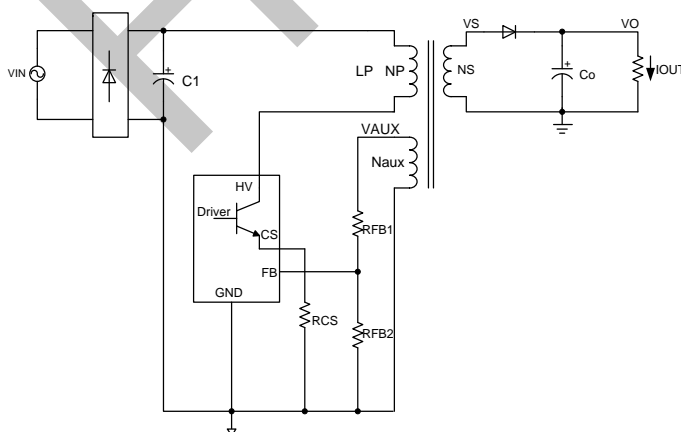 VS
VO
VIN
C1
LP NP
NS
Co
IOUT
VAUX
Naux
HV
Driver
CS
RFB1
FB
GND
RCS
RFB2